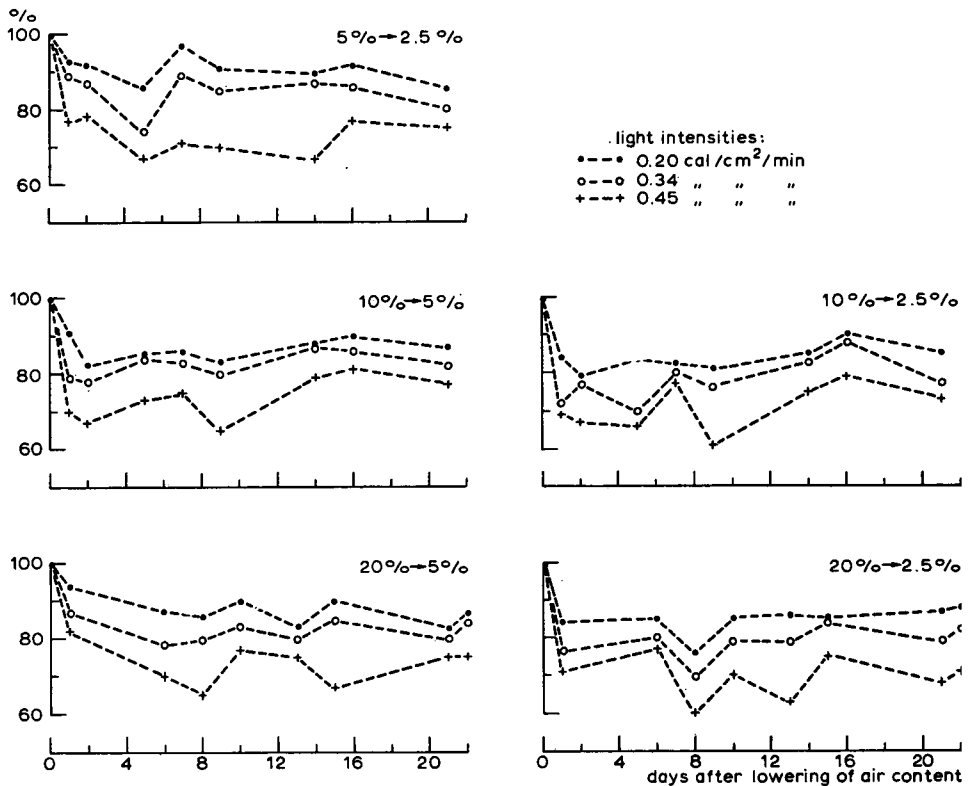 %
100
80
60
5%→2.5%
light intensities:
0.20 cal/cm²/min
0.34 „ „ „
0.45 „ „ „
100
80
60
10%→5%
10%→2.5%
100
80
60
20%→5%
20%→2.5%
0 4 8 12 16 20
0 4 8 12 16 20
days after lowering of air content